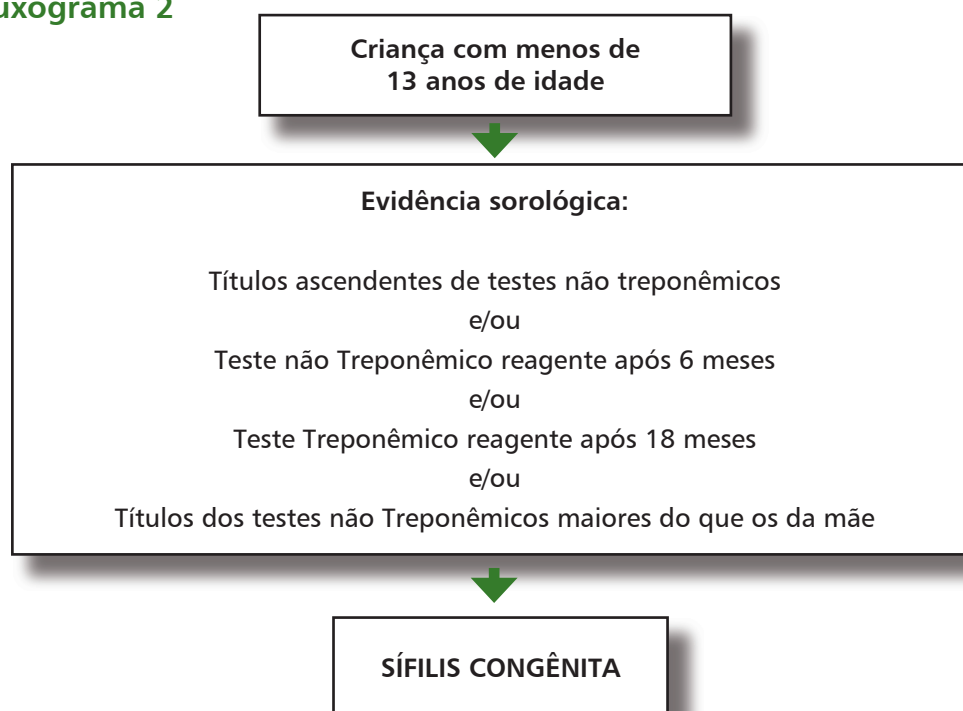 uxograma 2
Criança com menos de
13 anos de idade
Evidência sorológica:
Títulos ascendentes de testes não treponêmicos
e/ou
Teste não Treponêmico reagente após 6 meses
e/ou
Teste Treponêmico reagente após 18 meses
e/ou
Títulos dos testes não Treponêmicos maiores do que os da mãe
SÍFILIS CONGÊNITA